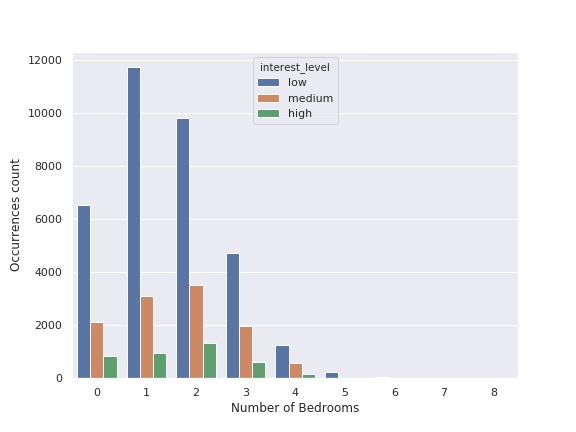 12000
10000
8000
6000
4000
2000
0
Occurrences count
interest_level
low
medium
high
0 1 2 3 4 5 6 7 8
Number of Bedrooms